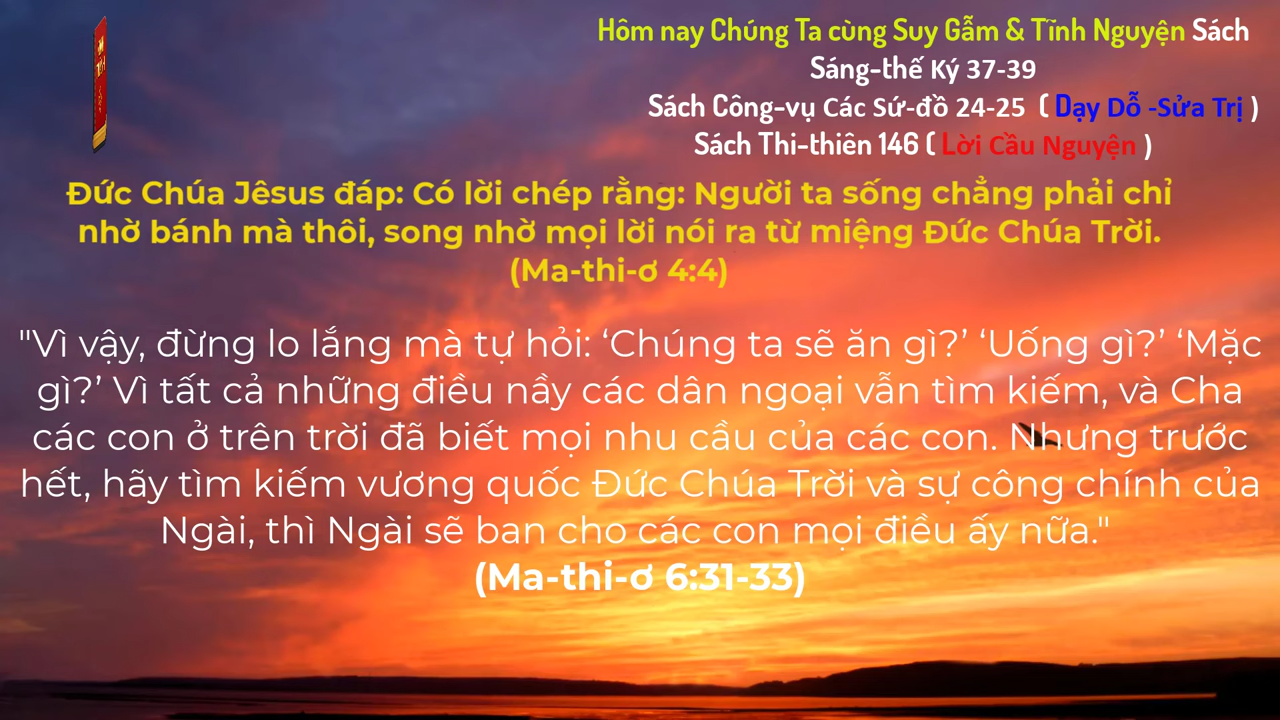 Hôm nay Chúng Ta cùng Suy Gẫm & Tĩnh Nguyện Sách
Sáng-thế Ký 37-39
Sách Công-vụ Các Sứ-đồ 24-25 ( Dạy Dỗ -Sửa Trị )
Sách Thi-thiên 146 ( Lời Cầu Nguyện )
Đức Chúa Jêsus đáp: Có lời chép rằng: Người ta sống chẳng phải chỉ
nhờ bánh mà thôi, song nhờ mọi lời nói ra từ miệng Đức Chúa Trời.
(Ma-thi-ơ 4:4)
"Vì vậy, đừng lo lắng mà tự hỏi: ‘Chúng ta sẽ ăn gì?’ ‘Uống gì?’ ‘Mặc
gì?’ Vì tất cả những điều nầy các dân ngoại vẫn tìm kiếm, và Cha
các con ở trên trời đã biết mọi nhu cầu của các con. Nhưng trước
hết, hãy tìm kiếm vương quốc Đức Chúa Trời và sự công chính của
Ngài, thì Ngài sẽ ban cho các con mọi điều ấy nữa."
(Ma-thi-ơ 6:31-33)